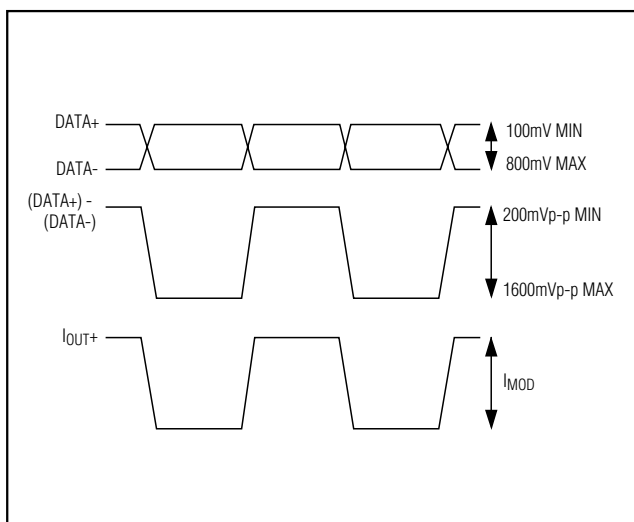 DATA+
100mV MIN
DATA-
800mV MAX
(DATA+) -
(DATA-)
200mVp-p MIN
1600mVp-p MAX
IOUT+
IMOD